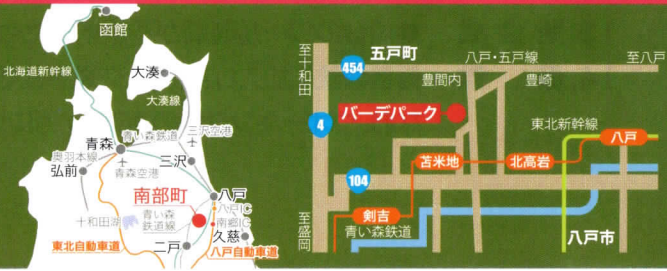 函館
北海道新幹線
大湊
大湊線
青森
青い森鉄道
三沢空港
奥羽本線
青森空港
三沢
弘前
南部町
八戸
八戸IC
十和田湖
青い森
鉄道線
南郷IC
久慈
東北自動車道
二戸
八戸自動車道
至十和田
五戸町
八戸・五戸線
至八戸
454
豊間内
豊崎
4
バーデパーク
東北新幹線
八戸
苫米地
北高岩
104
剣吉
至盛岡
青い森鉄道
八戸市